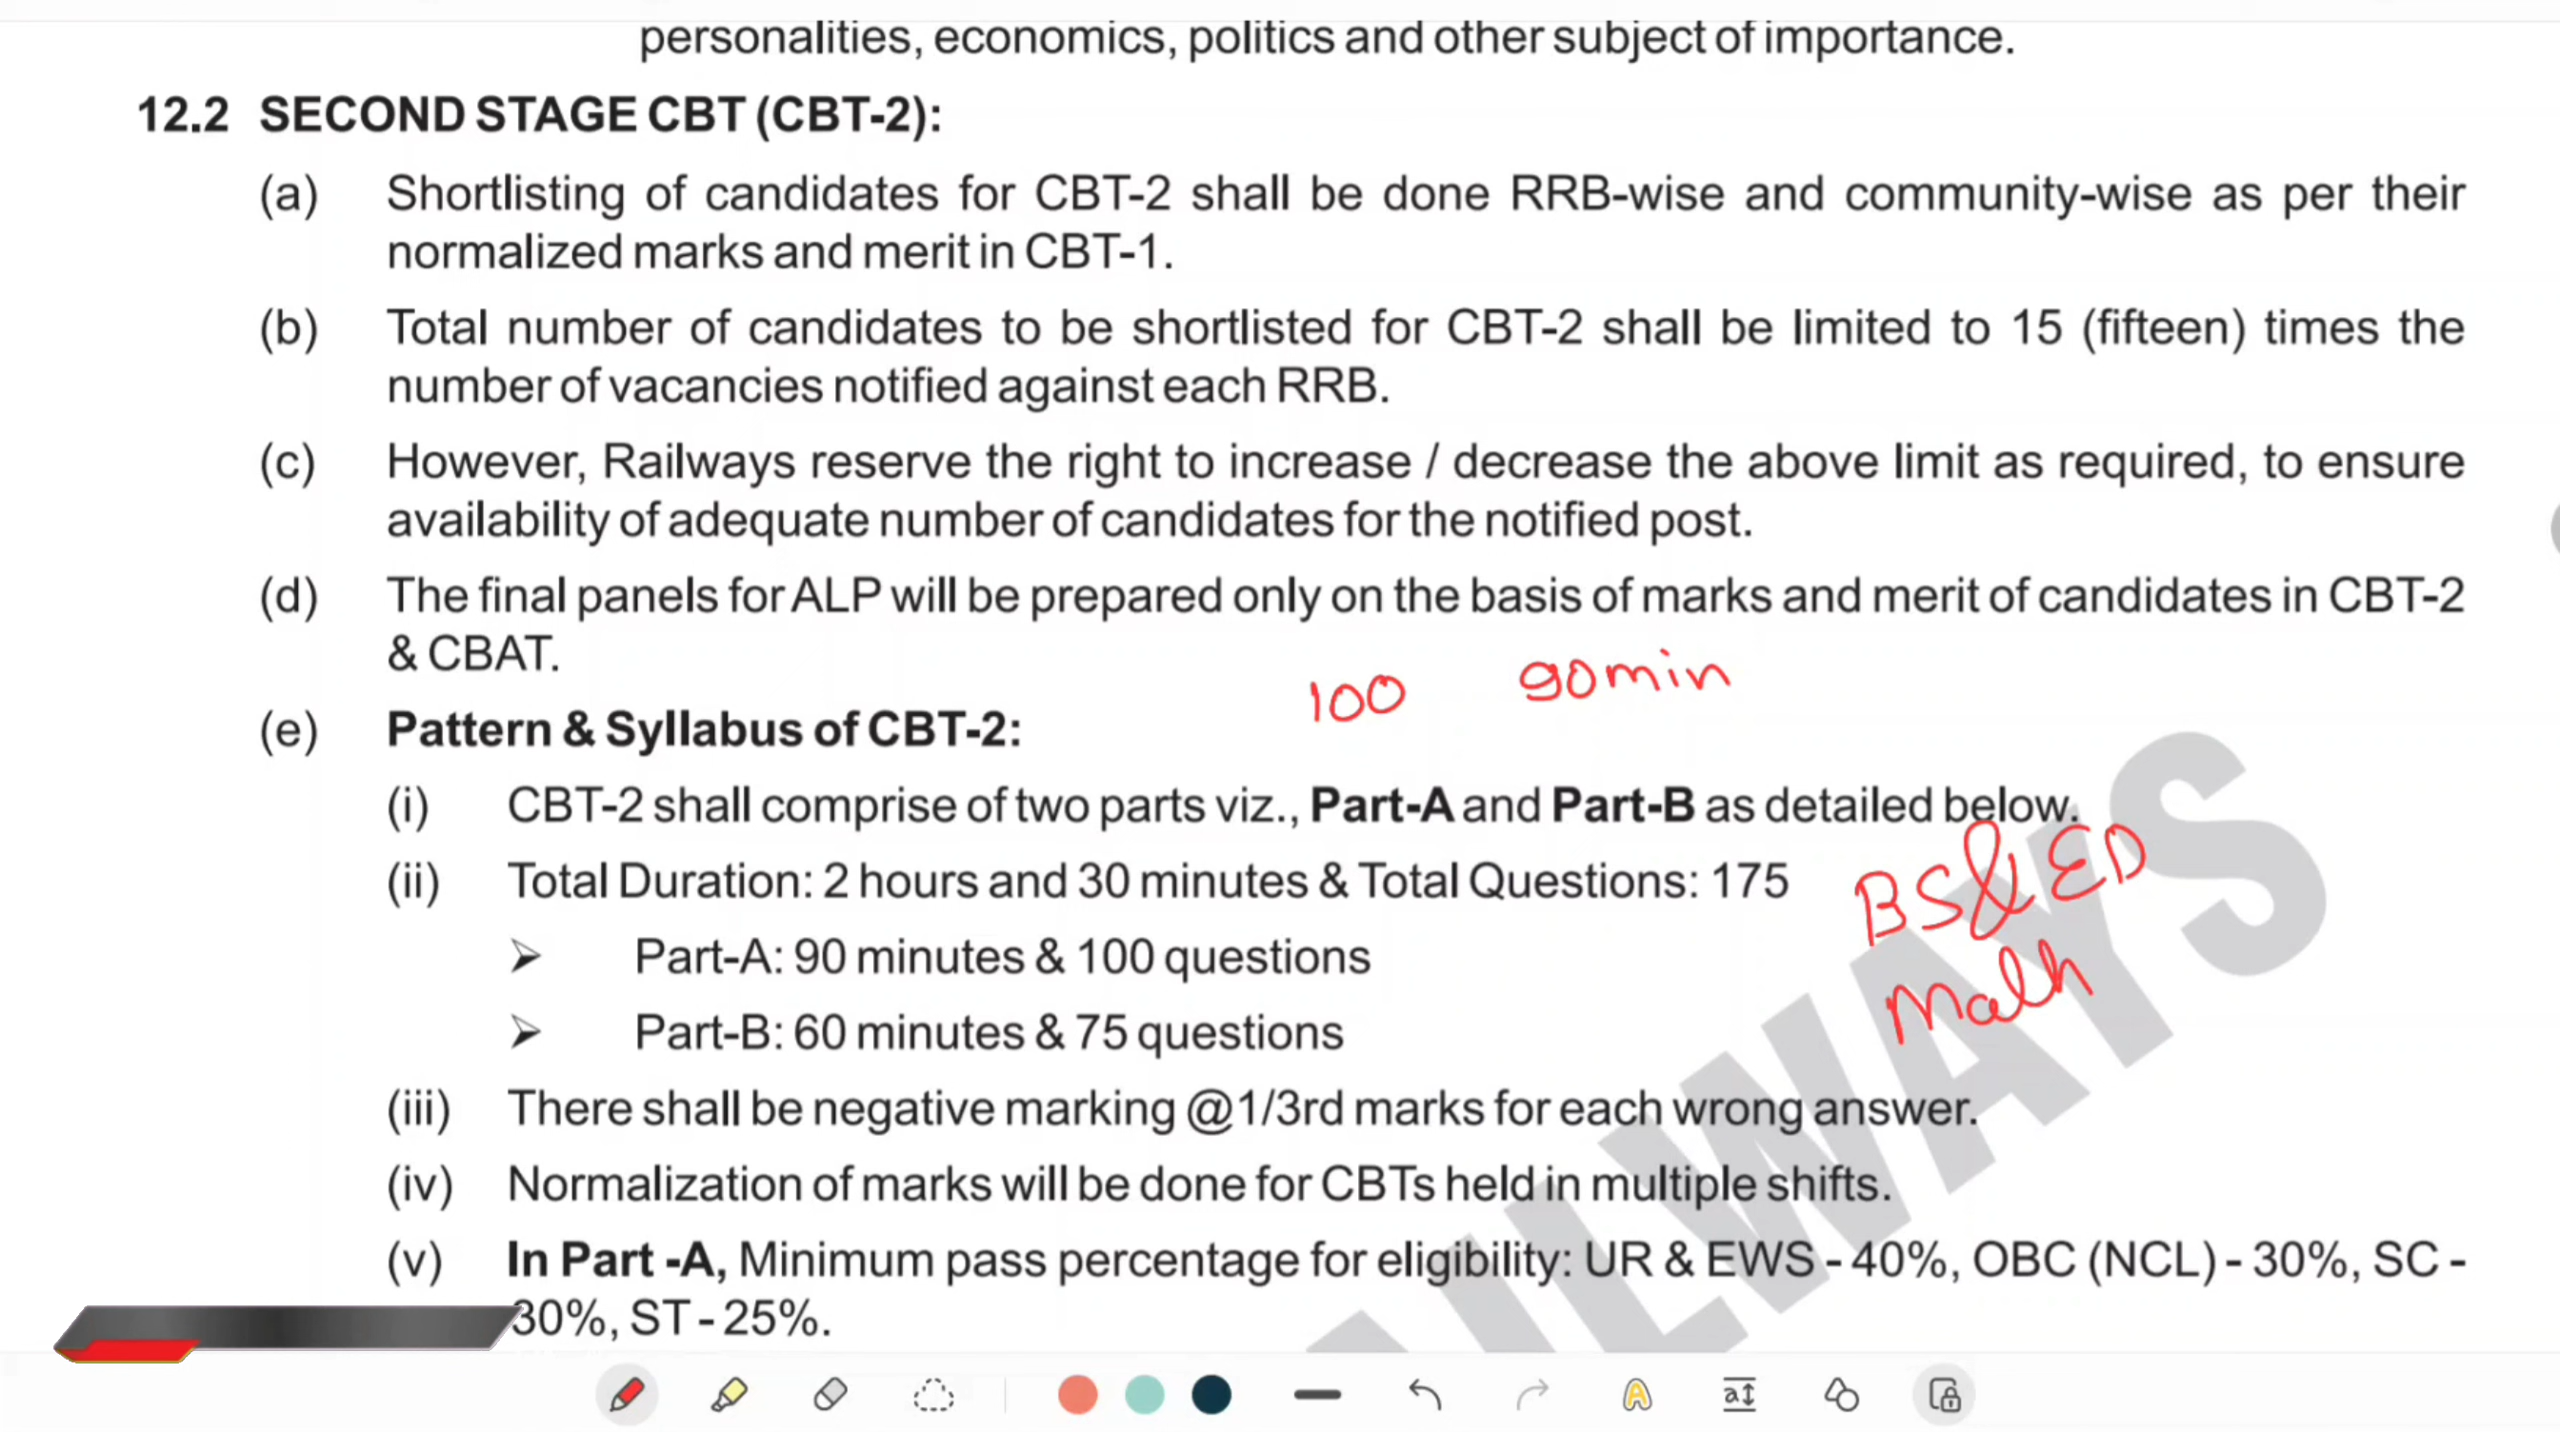 personalities, economics, politics and other subject of importance.
12.2 SECOND STAGE CBT (CBT-2):
(a) Shortlisting of candidates for CBT-2 shall be done RRB-wise and community-wise as per their
normalized marks and merit in CBT-1.
(b) Total number of candidates to be shortlisted for CBT-2 shall be limited to 15 (fifteen) times the
number of vacancies notified against each RRB.
(c) However, Railways reserve the right to increase / decrease the above limit as required, to ensure
availability of adequate number of candidates for the notified post.
(d) The final panels for ALP will be prepared only on the basis of marks and merit of candidates in CBT-2
& CBAT.
100 90min
(e) Pattern & Syllabus of CBT-2:
(i) CBT-2 shall comprise of two parts viz., Part-A and Part-B as detailed below.
(ii) Total Duration: 2 hours and 30 minutes & Total Questions: 175
BS&ED
➢ Part-A: 90 minutes & 100 questions
Math
➢ Part-B: 60 minutes & 75 questions
(iii) There shall be negative marking @1/3rd marks for each wrong answer.
(iv) Normalization of marks will be done for CBTs held in multiple shifts.
(v) In Part -A, Minimum pass percentage for eligibility: UR & EWS - 40%, OBC (NCL) - 30%, SC -
30%, ST - 25%.